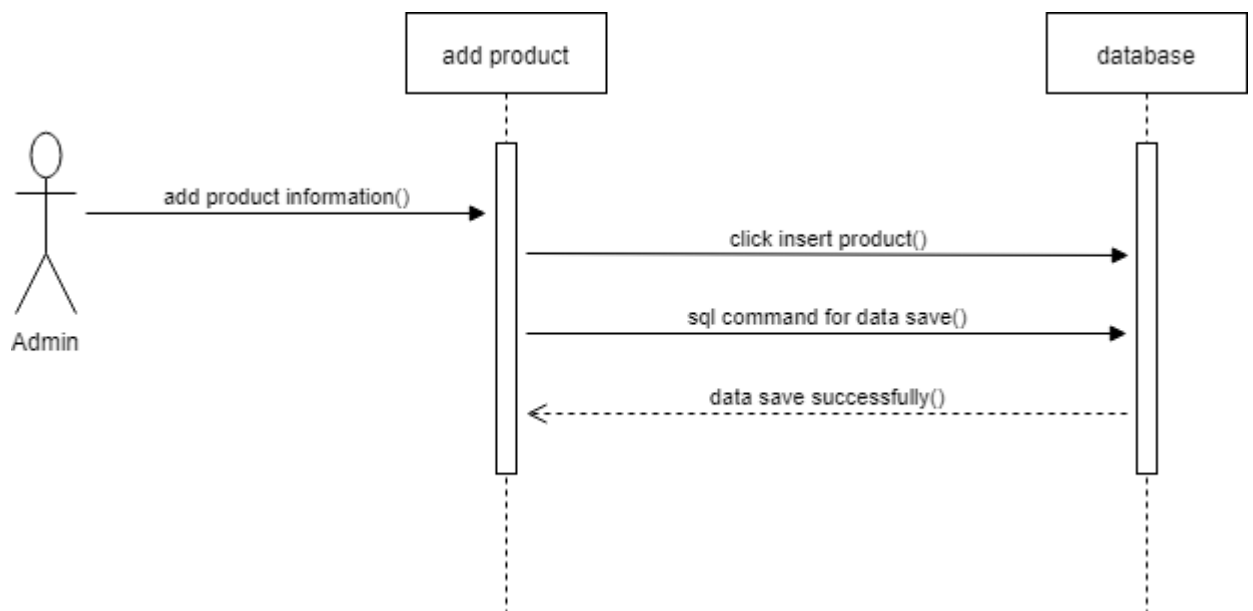 add product
database
add product information()
click insert product()
sql command for data save()
Admin
data save successfully()